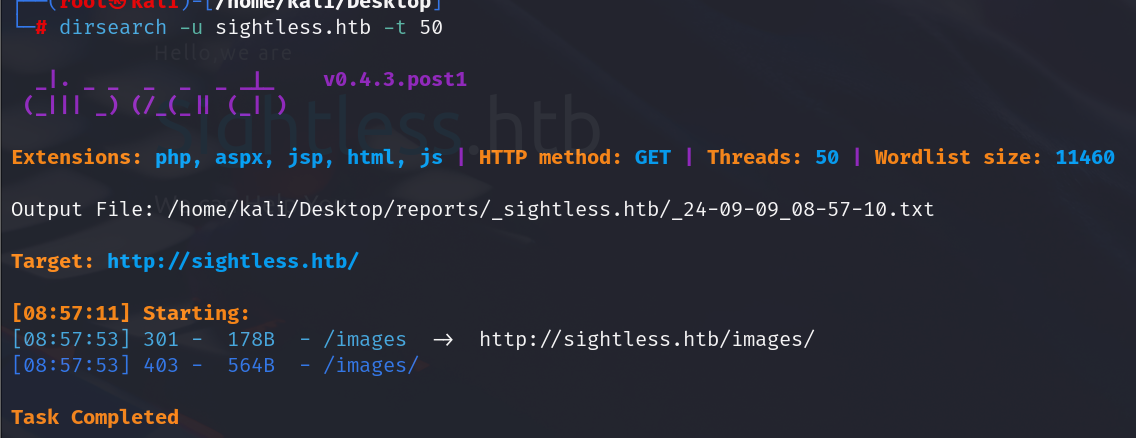 (root㉿kali)-[/home/kali/Desktop]
# dirsearch -u sightless.htb -t 50
Hello we are
_|. _ _  _  _  _ _|_    v0.4.3.post1
(_||| _) (/_(_|| (_| )
sightless.htb
Extensions: php, aspx, jsp, html, js | HTTP method: GET | Threads: 50 | Wordlist size: 11460
Output File: /home/kali/Desktop/reports/_sightless.htb/_24-09-09_08-57-10.txt
Target: http://sightless.htb/
[08:57:11] Starting:
[08:57:53] 301 -  178B  - /images  ->  http://sightless.htb/images/
[08:57:53] 403 -  564B  - /images/
Task Completed